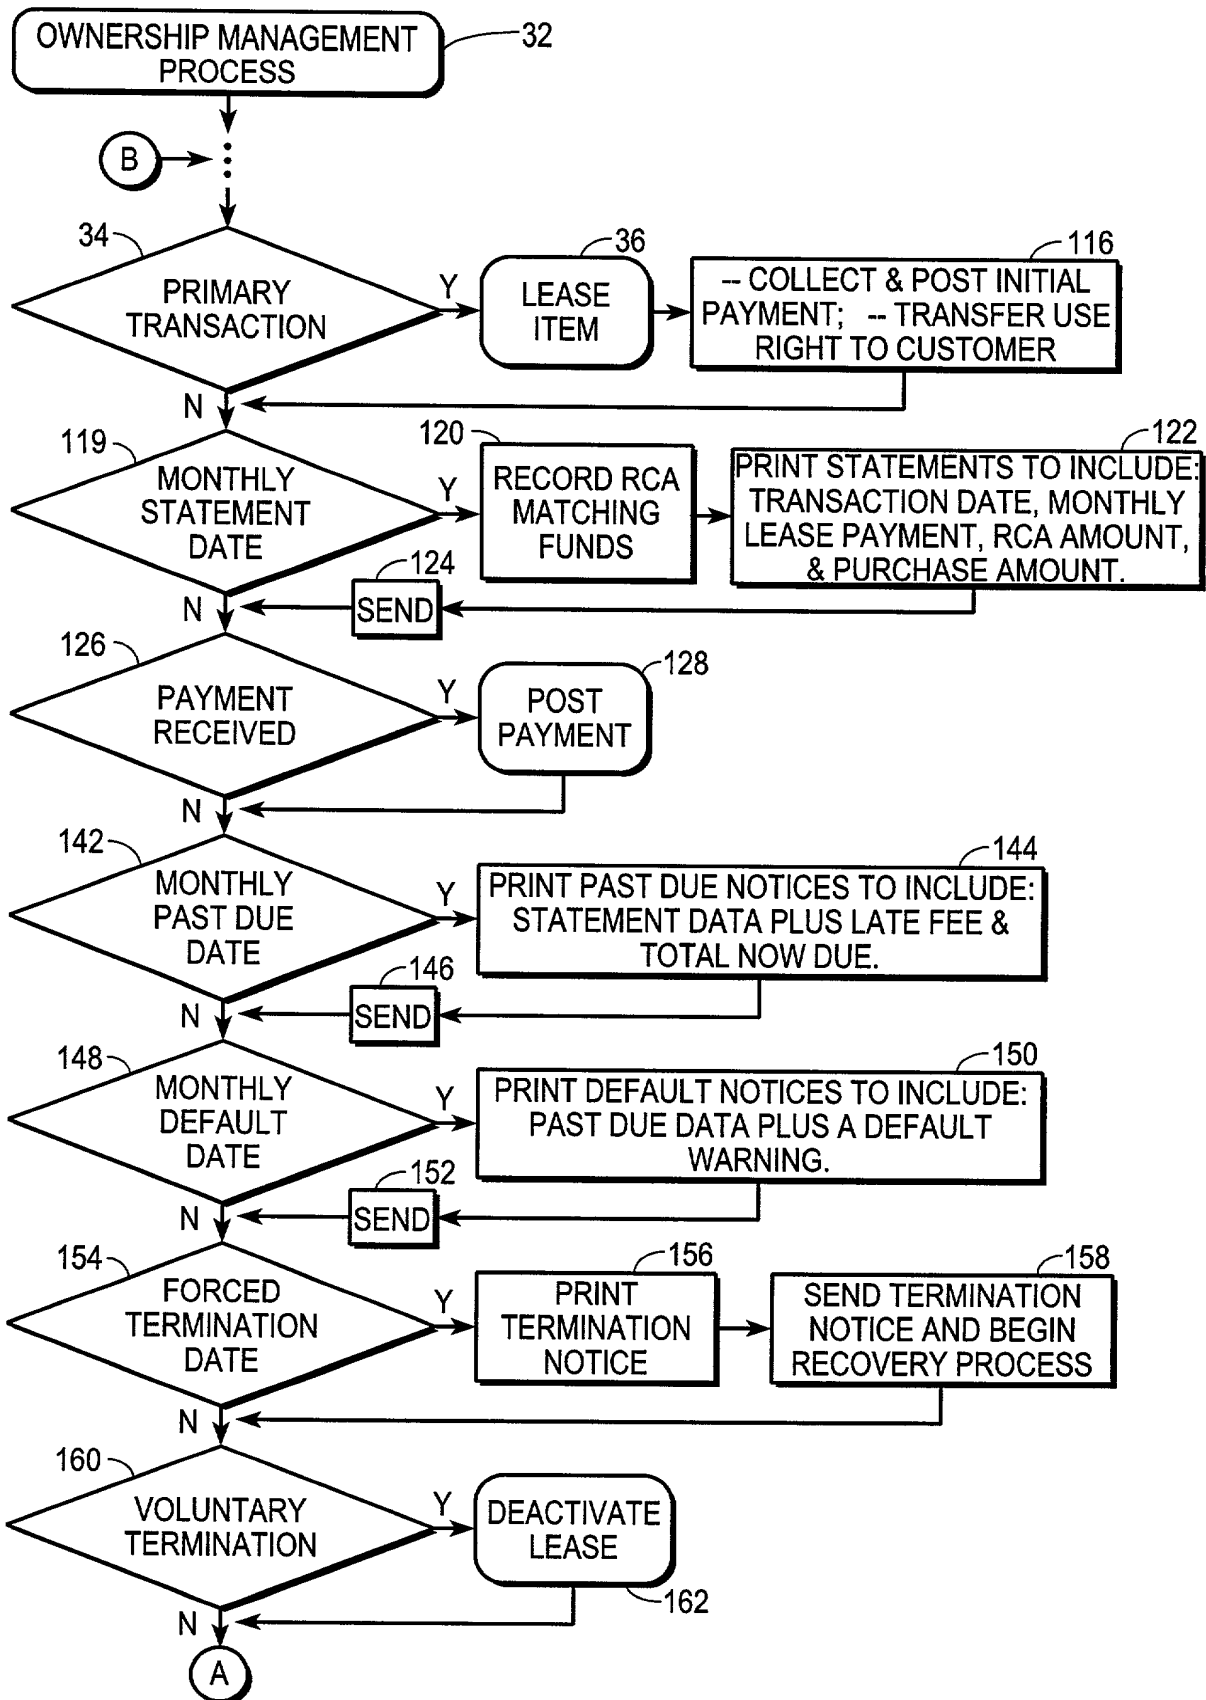 OWNERSHIP MANAGEMENT
PROCESS
32
B
34
PRIMARY
TRANSACTION
Y
36
LEASE
ITEM
116
-- COLLECT & POST INITIAL
PAYMENT; -- TRANSFER USE
RIGHT TO CUSTOMER
N
119
MONTHLY
STATEMENT
DATE
Y
120
RECORD RCA
MATCHING
FUNDS
122
PRINT STATEMENTS TO INCLUDE:
TRANSACTION DATE, MONTHLY
LEASE PAYMENT, RCA AMOUNT,
& PURCHASE AMOUNT.
124
SEND
N
126
PAYMENT
RECEIVED
Y
128
POST
PAYMENT
N
142
MONTHLY
PAST DUE
DATE
Y
144
PRINT PAST DUE NOTICES TO INCLUDE:
STATEMENT DATA PLUS LATE FEE &
TOTAL NOW DUE.
146
SEND
N
148
MONTHLY
DEFAULT
DATE
Y
150
PRINT DEFAULT NOTICES TO INCLUDE:
PAST DUE DATA PLUS A DEFAULT
WARNING.
152
SEND
N
154
FORCED
TERMINATION
DATE
Y
156
PRINT
TERMINATION
NOTICE
158
SEND TERMINATION
NOTICE AND BEGIN
RECOVERY PROCESS
N
160
VOLUNTARY
TERMINATION
Y
DEACTIVATE
LEASE
162
N
A